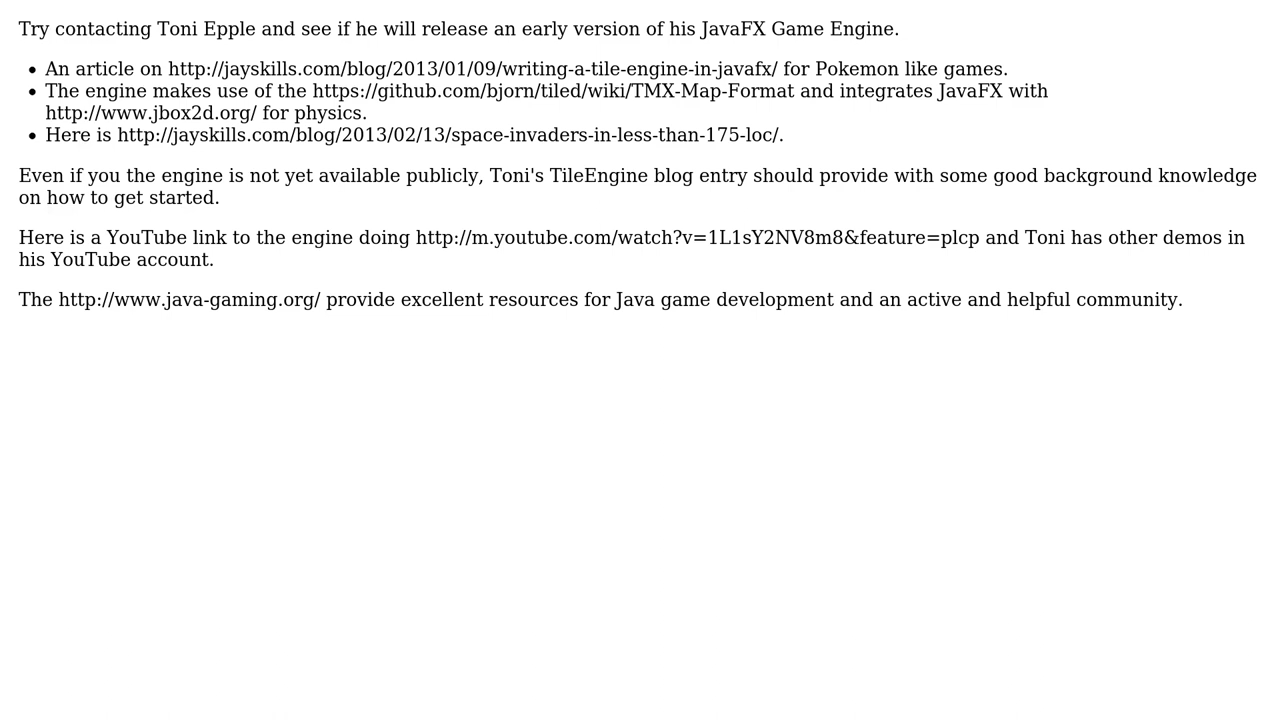 Try contacting Toni Epple and see if he will release an early version of his JavaFX Game Engine.
• An article on http://jayskills.com/blog/2013/01/09/writing-a-tile-engine-in-javafx/ for Pokemon like games.
• The engine makes use of the https://github.com/bjorn/tiled/wiki/TMX-Map-Format and integrates JavaFX with
http://www.jbox2d.org/ for physics.
• Here is http://jayskills.com/blog/2013/02/13/space-invaders-in-less-than-175-loc/.
Even if you the engine is not yet available publicly, Toni's TileEngine blog entry should provide with some good background knowledge
on how to get started.
Here is a YouTube link to the engine doing http://m.youtube.com/watch?v=1L1sY2NV8m8&feature=plcp and Toni has other demos in
his YouTube account.
The http://www.java-gaming.org/ provide excellent resources for Java game development and an active and helpful community.